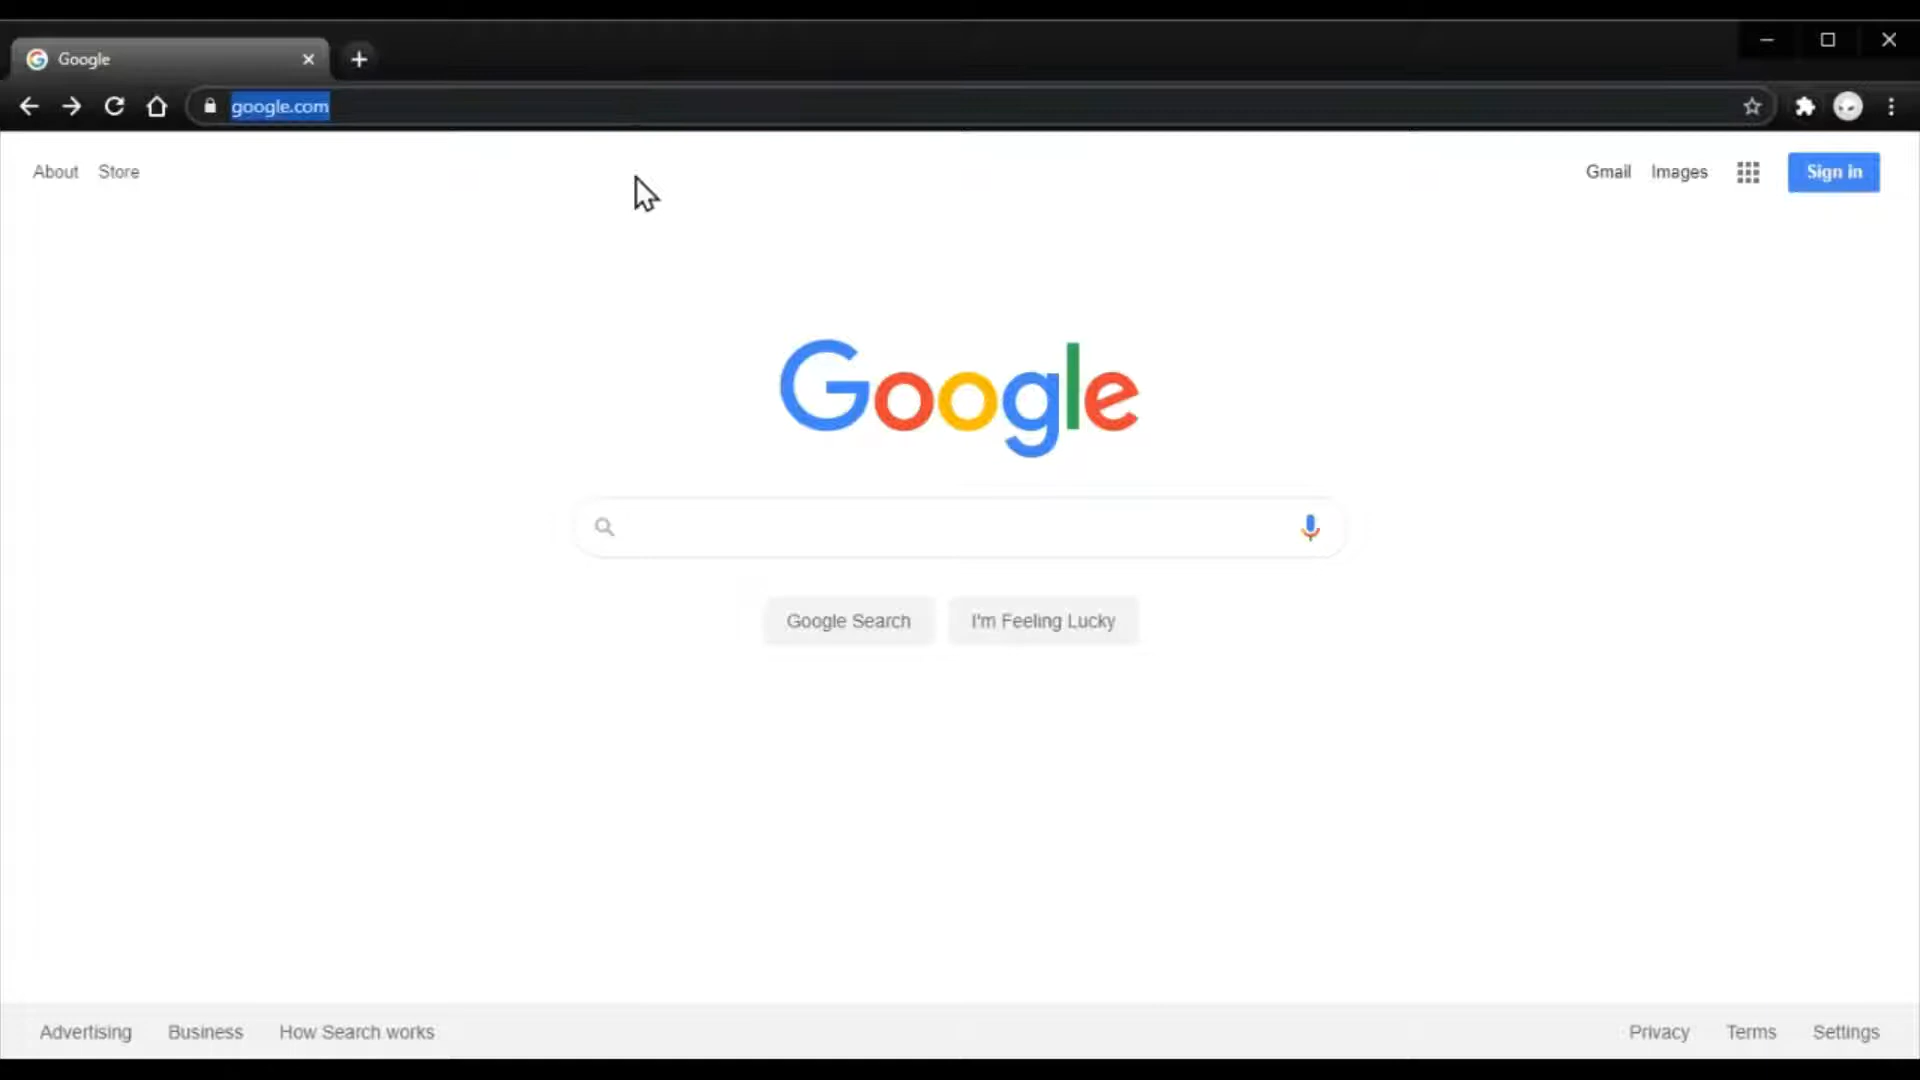 Google
google.com
About Store
Gmail Images Sign in
Google
Google Search I'm Feeling Lucky
Advertising Business How Search works
Privacy Terms Settings